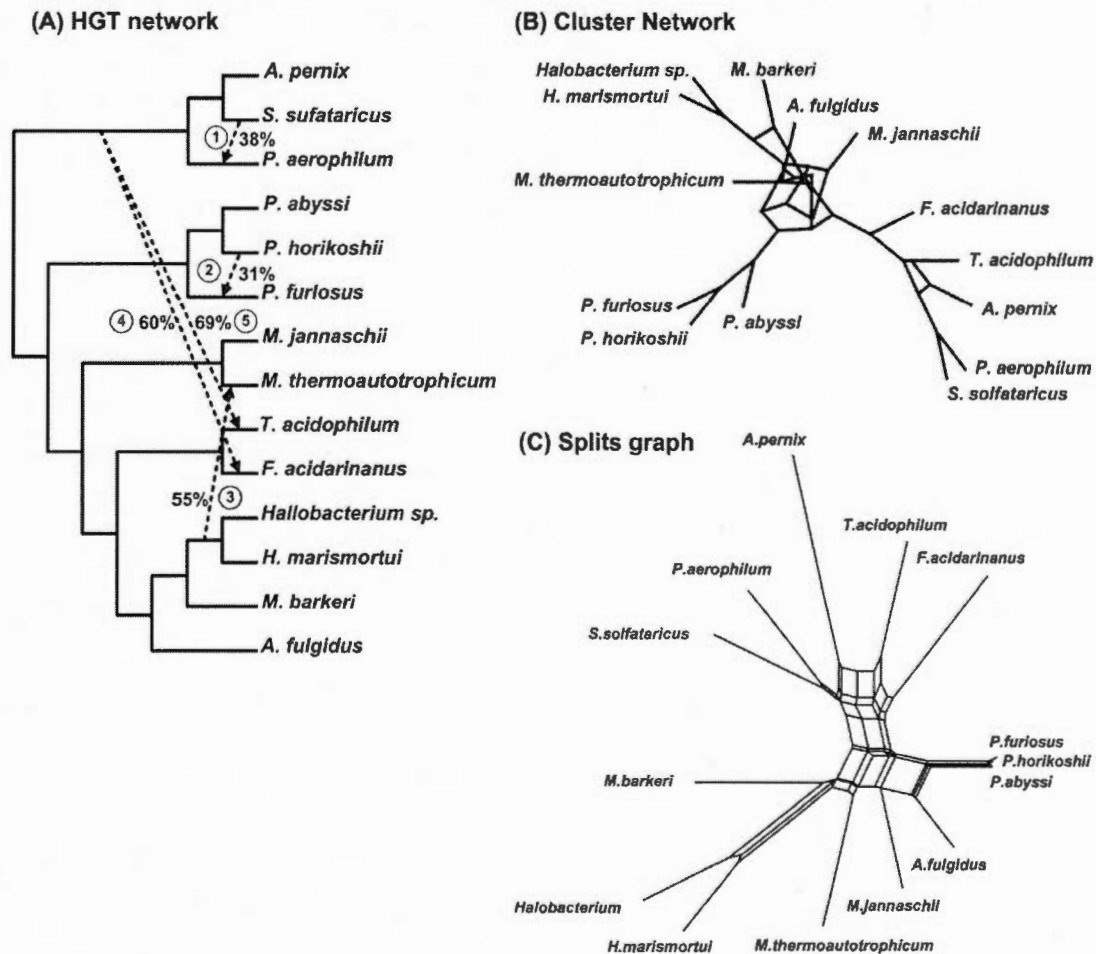 (A) HGT network
A. pernix
S. sufataricus
1 38%
P. aerophilum
P. abyssi
P. horikoshii
2 31%
P. furiosus
4 60% 69% 5
M. jannaschii
M. thermoautotrophicum
T. acidophilum
F. acidarinanus
55% 3
Hallobacterium sp.
H. marismortui
M. barkeri
A. fulgidus
(B) Cluster Network
Halobacterium sp.
M. barkeri
H. marismortui
A. fulgidus
M. jannaschii
M. thermoautotrophicum
F. acidarinanus
T. acidophilum
A. pernix
P. furiosus
P. abyssi
P. horikoshii
P. aerophilum
S. solfataricus
(C) Splits graph
A.pernix
T.acidophilum
F.acidarinanus
P.aerophilum
S.solfataricus
P.furiosus
P.horikoshii
P.abyssi
M.barkeri
A.fulgidus
Halobacterium
M.jannaschii
H.marismortui
M.thermoautotrophicum